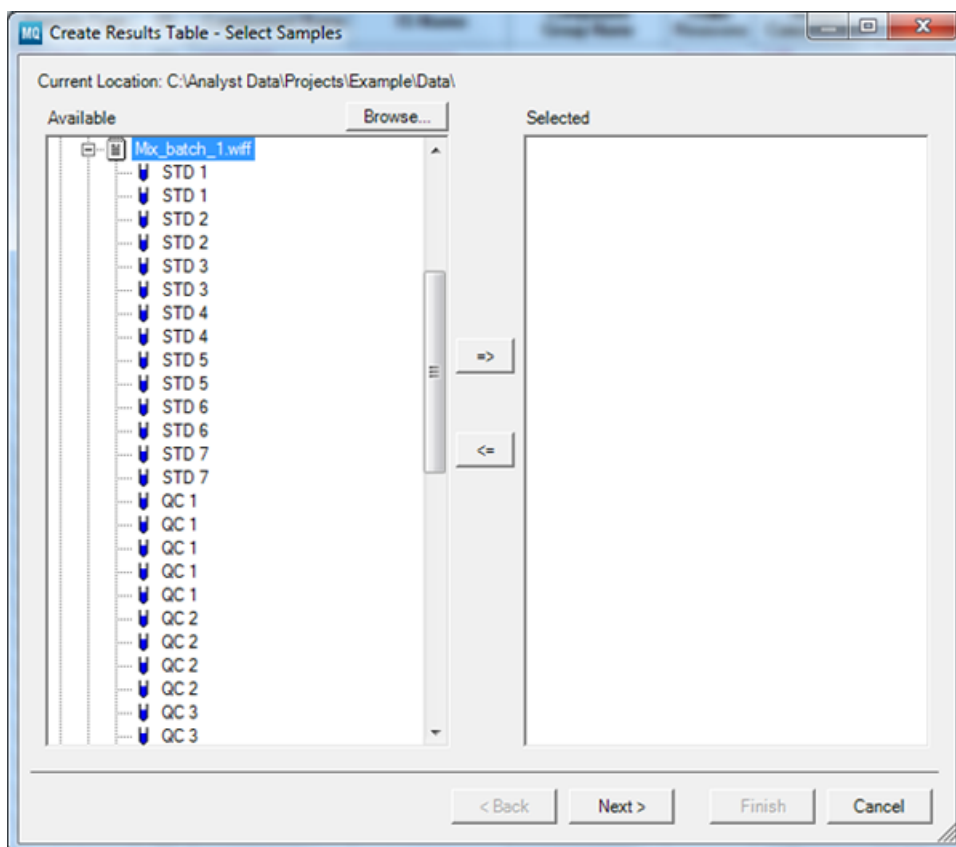 MQ Create Results Table - Select Samples
Current Location: C:\Analyst Data\Projects\Example\Data\
Available
Browse...
Selected
Mix_batch_1.wiff
STD 1
STD 1
STD 2
STD 2
STD 3
STD 3
STD 4
STD 4
STD 5
STD 5
STD 6
STD 6
STD 7
STD 7
QC 1
QC 1
QC 1
QC 1
QC 1
QC 2
QC 2
QC 2
QC 2
QC 3
QC 3
=>
<=
< Back
Next >
Finish
Cancel